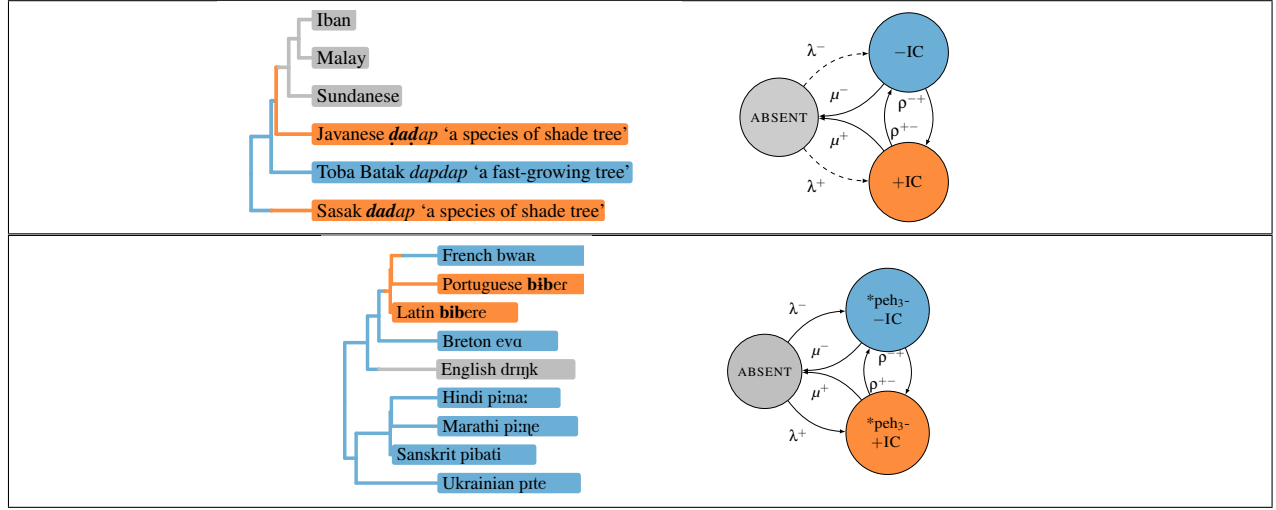 Iban
Malay
Sundanese
Javanese ḍaḍap ‘a species of shade tree’
Toba Batak dapdap ‘a fast-growing tree’
Sasak dadap ‘a species of shade tree’
ABSENT
−IC
+IC
λ⁻
μ⁻
μ⁺
λ⁺
ρ⁻⁺
ρ⁺⁻
French bwaʀ
Portuguese bɨbeɾ
Latin bibere
Breton evɑ
English drɪŋk
Hindi piːnaː
Marathi piːɳe
Sanskrit pibati
Ukrainian pɪte
ABSENT
*peh₃-
−IC
*peh₃-
+IC
λ⁻
μ⁻
μ⁺
λ⁺
ρ⁻⁺
ρ⁺⁻